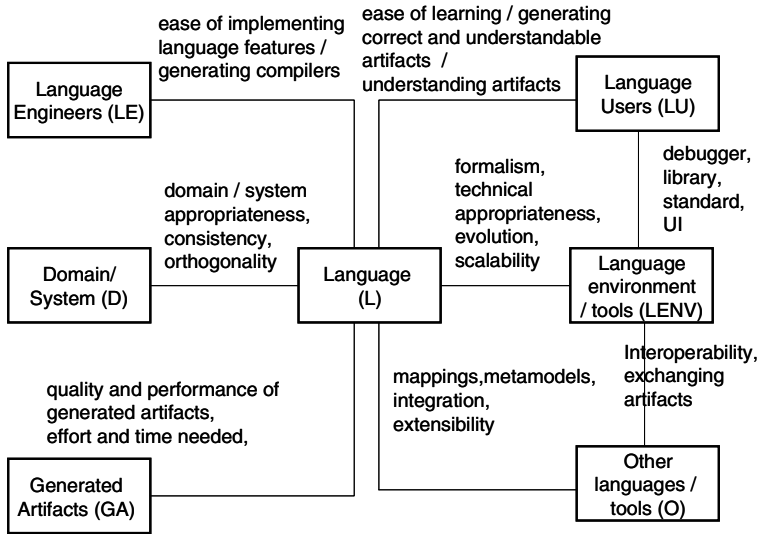 ease of implementing
language features /
generating compilers
ease of learning / generating
correct and understandable
artifacts /
understanding artifacts
Language
Engineers (LE)
Language
Users (LU)
debugger,
library,
standard,
UI
domain / system
appropriateness,
consistency,
orthogonality
formalism,
technical
appropriateness,
evolution,
scalability
Domain/
System (D)
Language
(L)
Language
environment
/ tools (LENV)
quality and performance of
generated artifacts,
effort and time needed,
mappings,metamodels,
integration,
extensibility
Interoperability,
exchanging
artifacts
Generated
Artifacts (GA)
Other
languages /
tools (O)